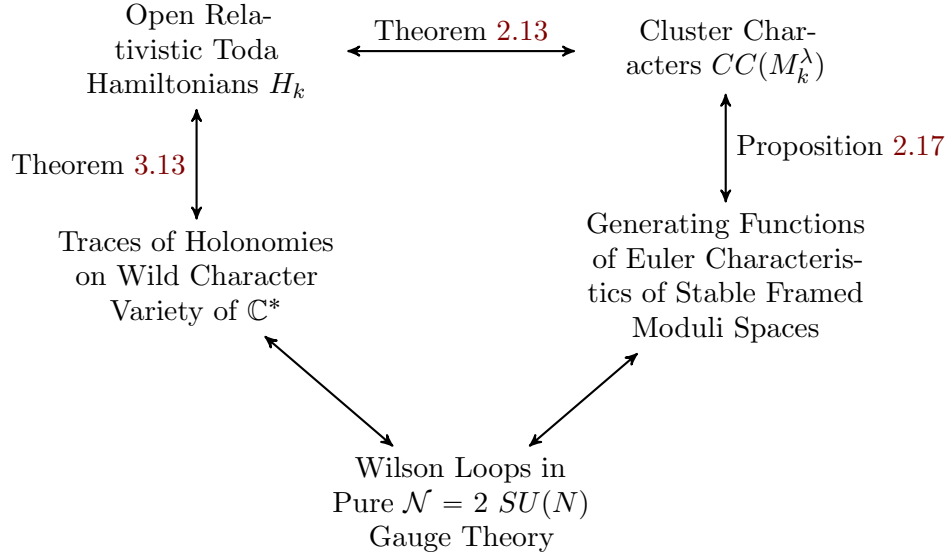 Open Rela-
tivistic Toda
Hamiltonians $H_k$
Theorem 2.13
Cluster Char-
acters $CC(M_k^\lambda)$
Theorem 3.13
Proposition 2.17
Traces of Holonomies
on Wild Character
Variety of $\mathbb{C}^*$
Generating Functions
of Euler Characteris-
tics of Stable Framed
Moduli Spaces
Wilson Loops in
Pure $\mathcal{N} = 2$ $SU(N)$
Gauge Theory